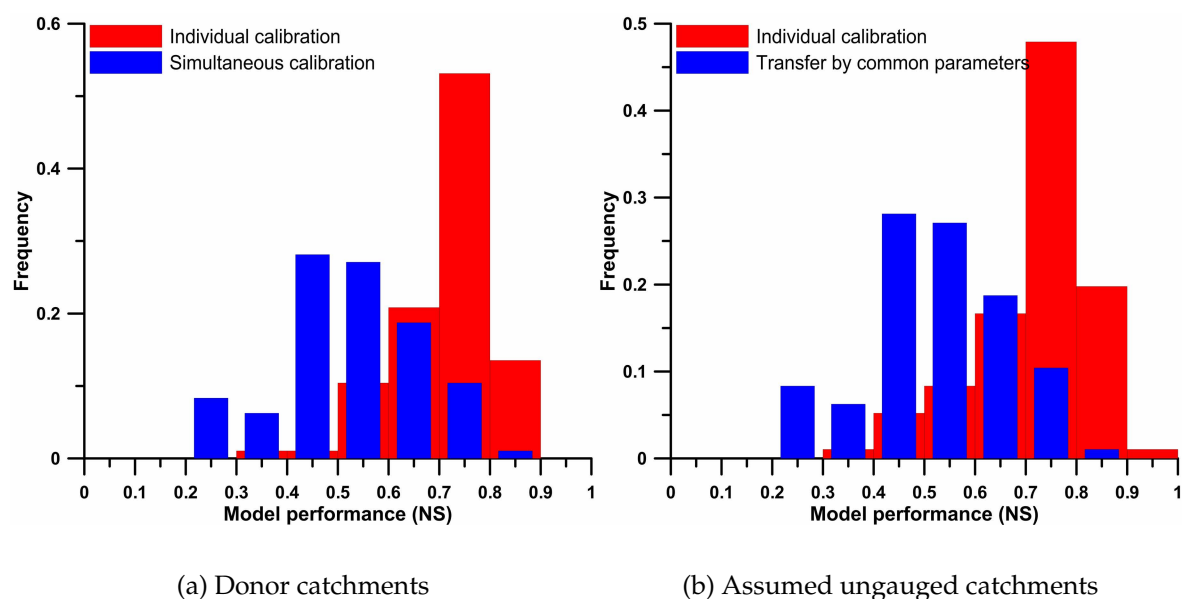 0.6
Individual calibration
Simultaneous calibration
0.4
Frequency
0.2
0
0 0.1 0.2 0.3 0.4 0.5 0.6 0.7 0.8 0.9 1
Model performance (NS)
(a) Donor catchments
0.5
Individual calibration
Transfer by common parameters
0.4
0.3
Frequency
0.2
0.1
0
0 0.1 0.2 0.3 0.4 0.5 0.6 0.7 0.8 0.9 1
Model performance (NS)
(b) Assumed ungauged catchments